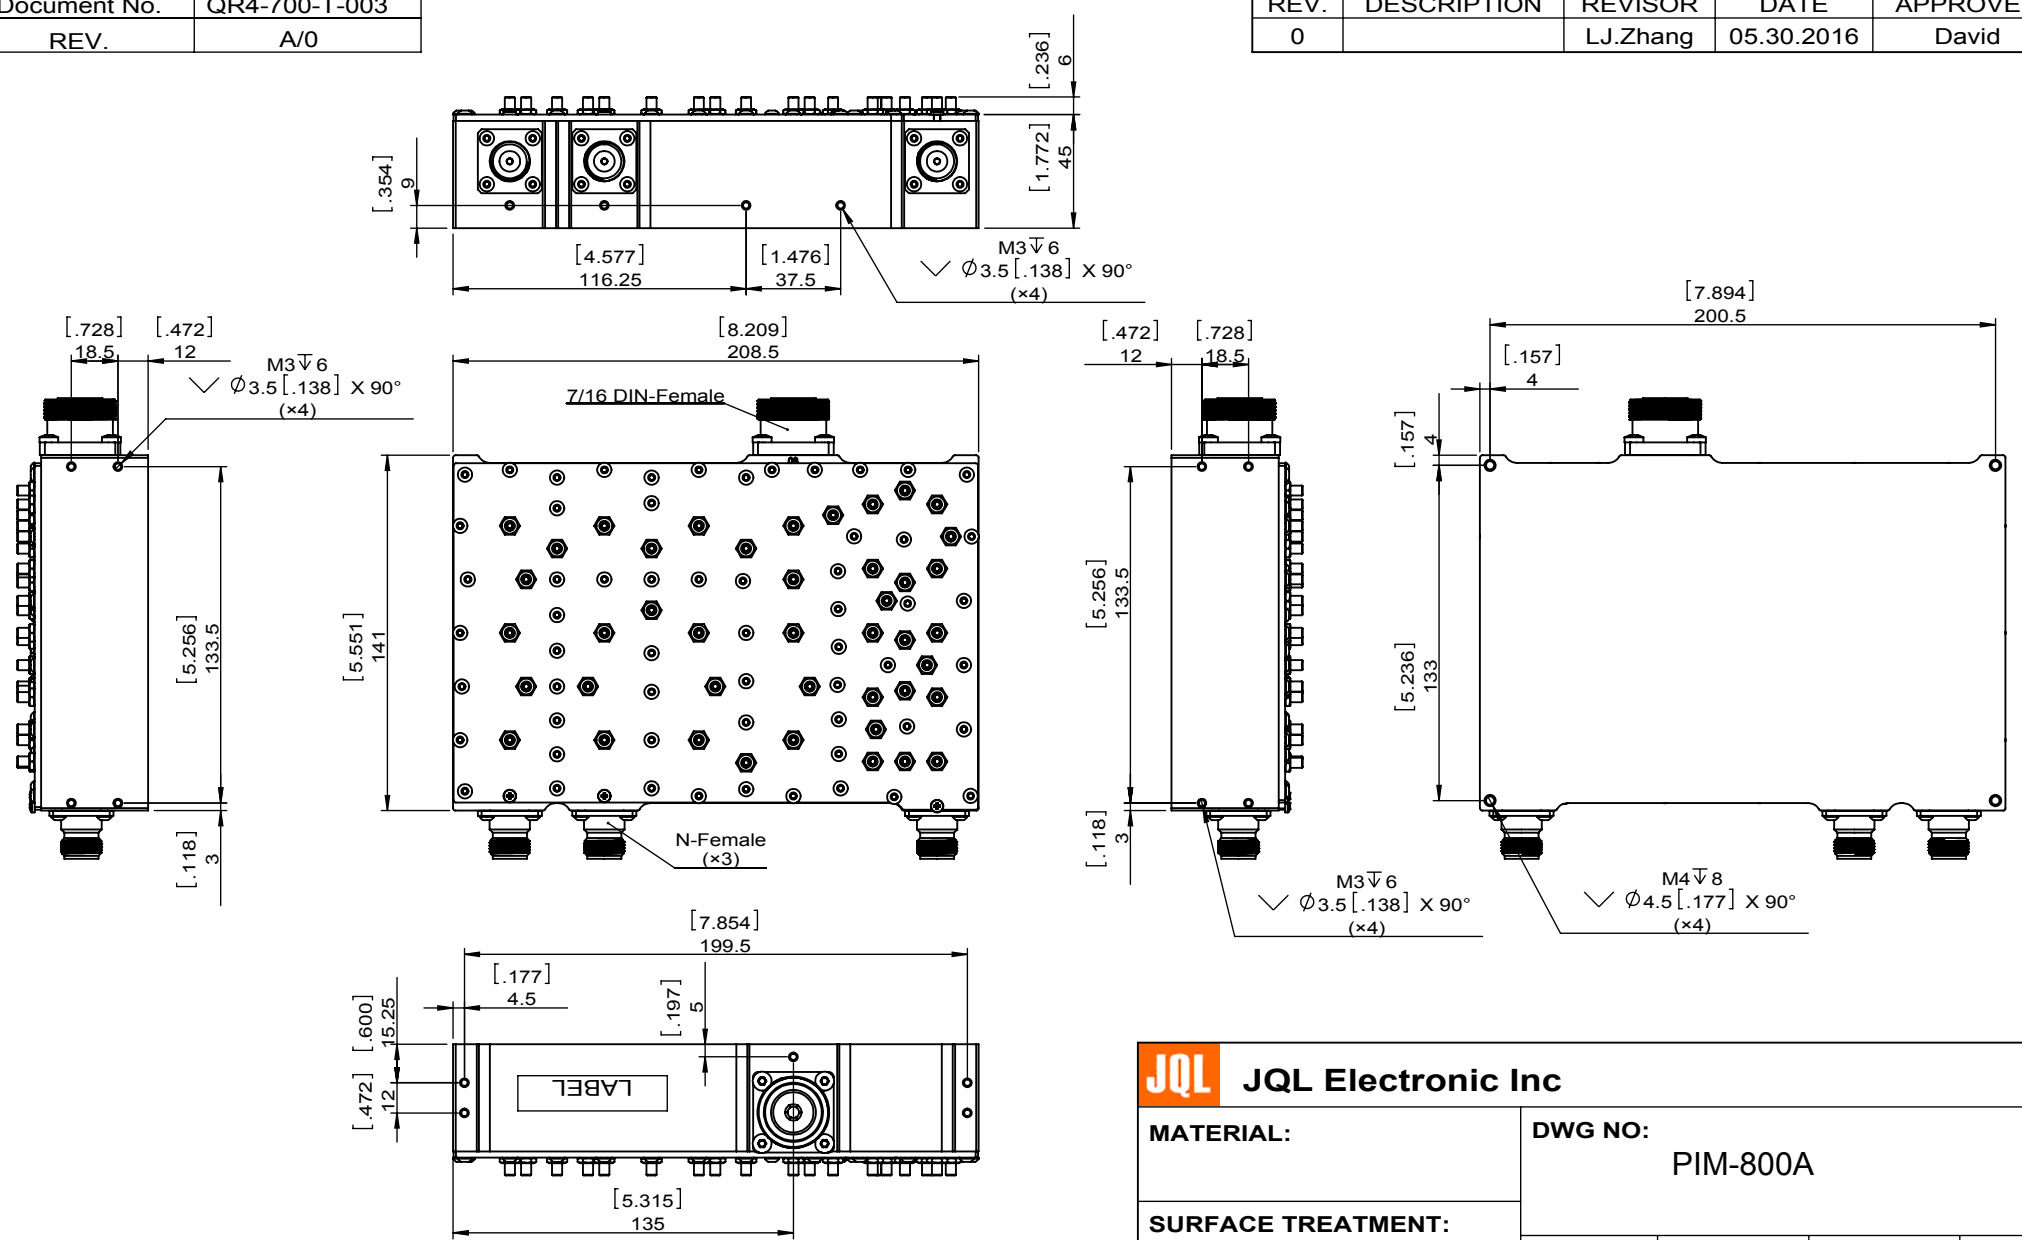 Document No. QR4-700-T-003
REV. A/0
REV. DESCRIPTION REVISOR DATE APPROVE
0 LJ.Zhang 05.30.2016 David
[.236]
6
[1.772]
45
[.354]
9
[4.577]
116.25
[1.476]
37.5
M3↧6
⌵ ∅3.5[.138] X 90°
(×4)
[.728]
18.5
[.472]
12
M3↧6
⌵ ∅3.5[.138] X 90°
(×4)
[5.256]
133.5
[.118]
3
[8.209]
208.5
7/16 DIN-Female
[5.551]
141
N-Female
(×3)
[.472]
12
[.728]
18.5
[5.256]
133.5
[.118]
3
M3↧6
⌵ ∅3.5[.138] X 90°
(×4)
[7.894]
200.5
[.157]
4
[.157]
4
[5.236]
133
M4↧8
⌵ ∅4.5[.177] X 90°
(×4)
[7.854]
199.5
[.177]
4.5
[.197]
5
[.600]
15.25
[.472]
12
LABEL
[5.315]
135
JQL JQL Electronic Inc
MATERIAL:
DWG NO:
PIM-800A
SURFACE TREATMENT: